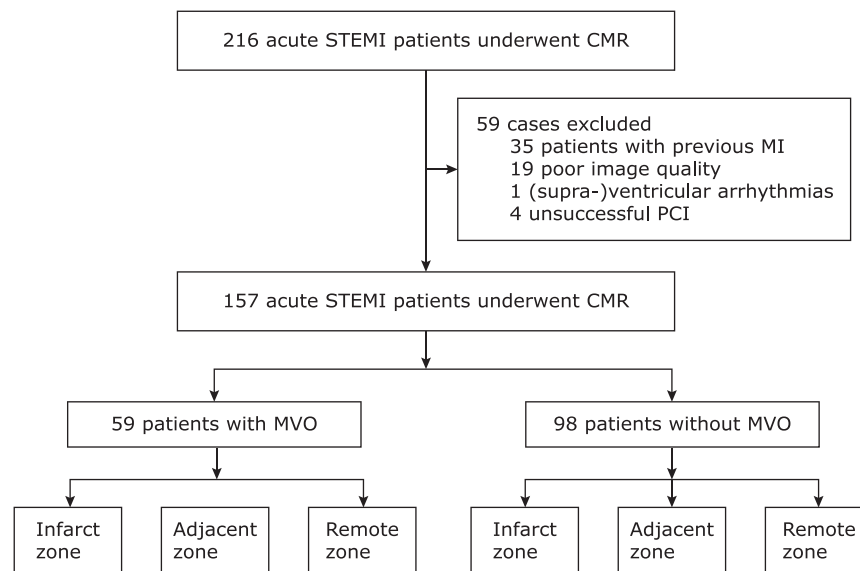 216 acute STEMI patients underwent CMR
59 cases excluded
35 patients with previous MI
19 poor image quality
1 (supra-)ventricular arrhythmias
4 unsuccessful PCI
157 acute STEMI patients underwent CMR
59 patients with MVO
98 patients without MVO
Infarct
zone
Adjacent
zone
Remote
zone
Infarct
zone
Adjacent
zone
Remote
zone